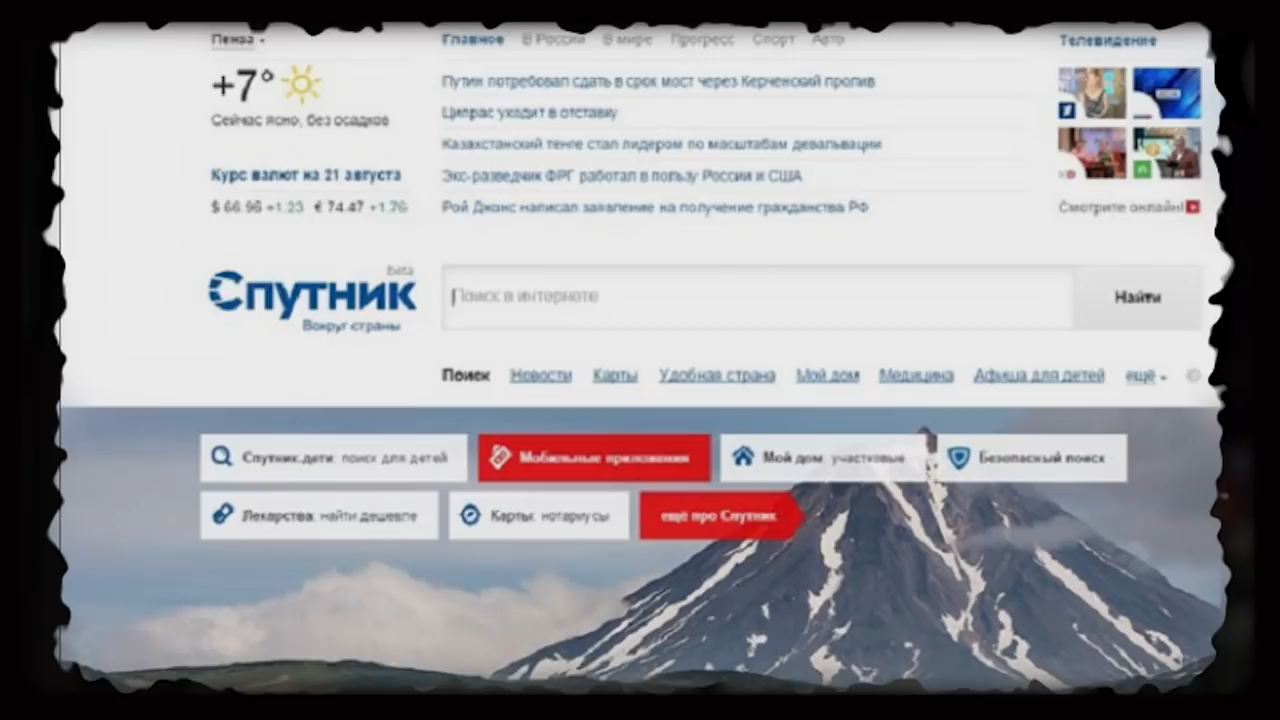 Пенза
Главное В России В мире Прогресс Спорт Авто
Телевидение
+7°
Сейчас ясно, без осадков
Путин потребовал сдать в срок мост через Керченский пролив
Ципрас уходит в отставку
Казахстанский тенге стал лидером по масштабам девальвации
Экс-разведчик ФРГ работал в пользу России и США
Рой Джонс написал заявление на получение гражданства РФ
Курс валют на 21 августа
$ 66.96 +1.23 € 74.47 +1.76
Смотрите онлайн!
Спутник
Beta
Вокруг страны
Поиск в интернете
Найти
Поиск Новости Карты Удобная страна Мой дом Медицина Афиша для детей ещё
Спутник.дети: поиск для детей
Мобильные приложения
Мой дом: участковые
Безопасный поиск
Лекарства: найти дешевле
Карты: нотариусы
ещё про Спутник